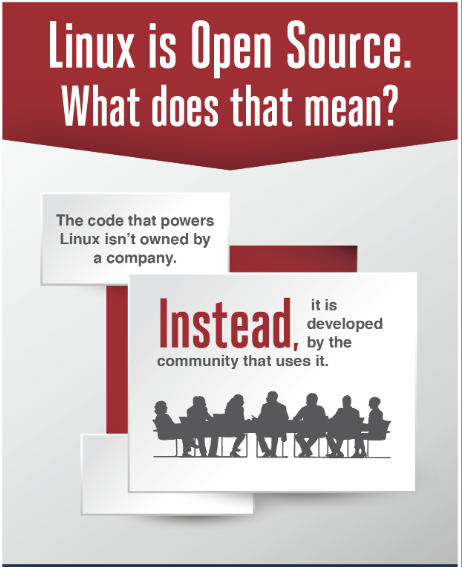 Linux is Open Source.
What does that mean?
The code that powers
Linux isn't owned by
a company.
Instead, it is
developed
by the
community that uses it.